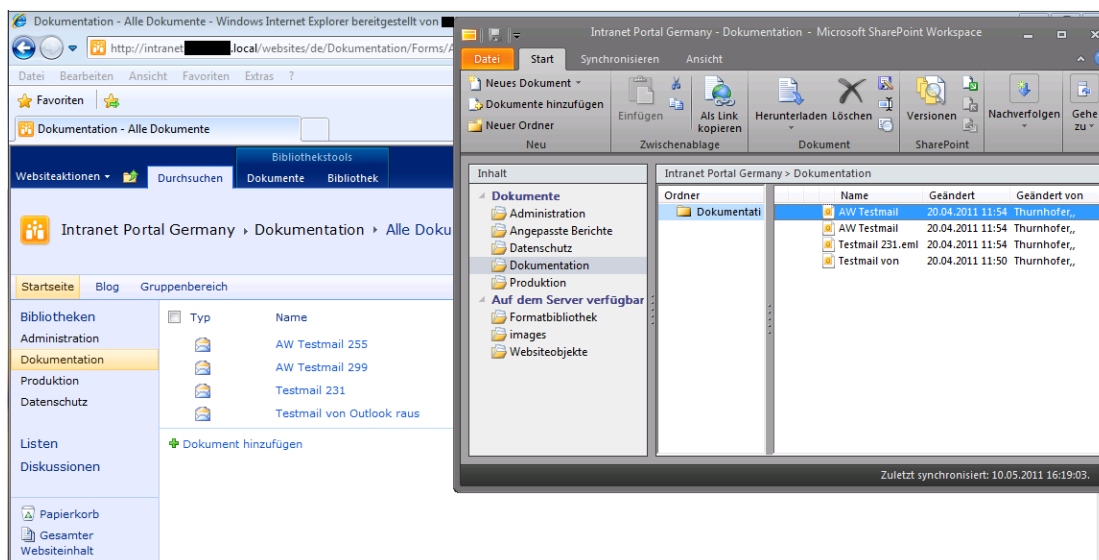 Dokumentation - Alle Dokumente - Windows Internet Explorer bereitgestellt von
http://intranet .local/websites/de/Dokumentation/Forms/A
Datei Bearbeiten Ansicht Favoriten Extras ?
Favoriten
Dokumentation - Alle Dokumente
Bibliothekstools
Websiteaktionen Durchsuchen Dokumente Bibliothek
Intranet Portal Germany Dokumentation Alle Doku
Startseite Blog Gruppenbereich
Bibliotheken
Administration
Dokumentation
Produktion
Datenschutz
Listen
Diskussionen
Papierkorb
Gesamter
Websiteinhalt
Typ Name
AW Testmail 255
AW Testmail 299
Testmail 231
Testmail von Outlook raus
Dokument hinzufügen
Intranet Portal Germany - Dokumentation - Microsoft SharePoint Workspace
Datei Start Synchronisieren Ansicht
Neues Dokument
Dokumente hinzufügen
Neuer Ordner
Neu
Einfügen
Als Link
kopieren
Zwischenablage
Herunterladen Löschen
Dokument
Versionen
SharePoint
Nachverfolgen
Gehe
zu
Inhalt
Dokumente
Administration
Angepasste Berichte
Datenschutz
Dokumentation
Produktion
Auf dem Server verfügbar
Formatbibliothek
images
Websiteobjekte
Intranet Portal Germany > Dokumentation
Ordner
Dokumentati
Name Geändert Geändert von
AW Testmail 20.04.2011 11:54 Thurnhofer,,
AW Testmail 20.04.2011 11:54 Thurnhofer,,
Testmail 231.eml 20.04.2011 11:54 Thurnhofer,,
Testmail von 20.04.2011 11:50 Thurnhofer,,
Zuletzt synchronisiert: 10.05.2011 16:19:03.